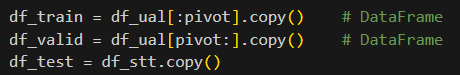 df_train = df_ual[:pivot].copy()    # DataFrame
df_valid = df_ual[pivot:].copy()    # DataFrame
df_test = df_stt.copy()